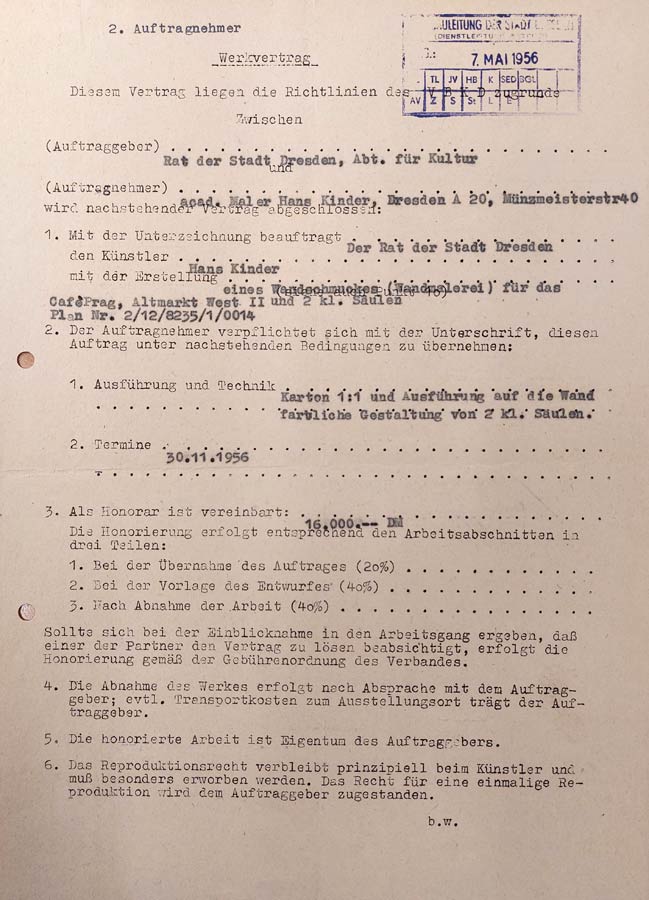 2. Auftragnehmer
7. MAI 1956
TL JV HB K SED BGL
AV Z S St L E
Werkvertrag
Diesem Vertrag liegen die Richtlinien des V B K D zugrunde
Zwischen
(Auftraggeber)
Rat der Stadt Dresden, Abt. für Kultur
und
(Auftragnehmer)
acad. Maler Hans Kinder, Dresden A 20, Münzmeisterstr40
wird nachstehender Vertrag abgeschlossen:
1. Mit der Unterzeichnung beauftragt
Der Rat der Stadt Dresden
den Künstler
Hans Kinder
mit der Erstellung
eines Wandschmuckes (Wandmalerei) für das
CaféPrag, Altmarkt West II und 2 kl. Säulen
Plan Nr. 2/12/8235/1/0014
2. Der Auftragnehmer verpflichtet sich mit der Unterschrift, diesen
Auftrag unter nachstehenden Bedingungen zu übernehmen:
1. Ausführung und Technik
Karton 1:1 und Ausführung auf die Wand
farbliche Gestaltung von 2 kl. Säulen.
2. Termine
30.11.1956
3. Als Honorar ist vereinbart:
16.000.-- DM
Die Honorierung erfolgt entsprechend den Arbeitsabschnitten in
drei Teilen:
1. Bei der Übernahme des Auftrages (20%)
2. Bei der Vorlage des Entwurfes (40%)
3. Nach Abnahme der Arbeit (40%)
Sollte sich bei der Einblicknahme in den Arbeitsgang ergeben, daß
einer der Partner den Vertrag zu lösen beabsichtigt, erfolgt die
Honorierung gemäß der Gebührenordnung des Verbandes.
4. Die Abnahme des Werkes erfolgt nach Absprache mit dem Auftrag-
geber; evtl. Transportkosten zum Ausstellungsort trägt der Auf-
traggeber.
5. Die honorierte Arbeit ist Eigentum des Auftraggebers.
6. Das Reproduktionsrecht verbleibt prinzipiell beim Künstler und
muß besonders erworben werden. Das Recht für eine einmalige Re-
produktion wird dem Auftraggeber zugestanden.
b.w.